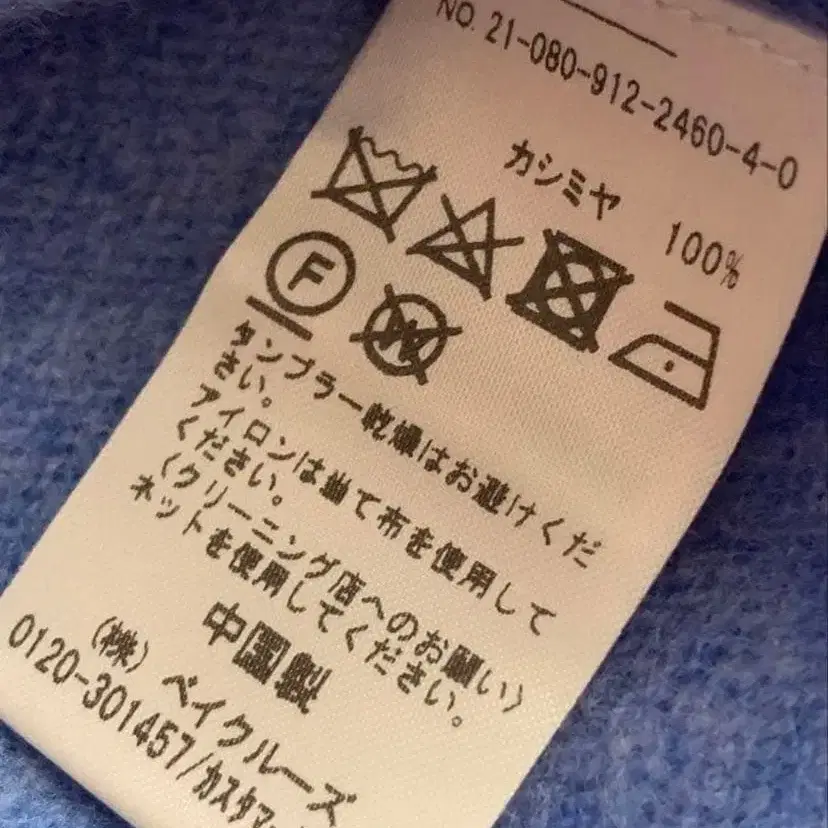 NO. 21-080-912-2460-4-0
カシミヤ 100%
F
W
タンブラー乾燥はお避けくだ
さい。
アイロンは当て布を使用して
ください。
〈クリーニング店へのお願い〉
ネットを使用してください。
中国製
(株) ベイクルーズ
0120-301457/カスタマー